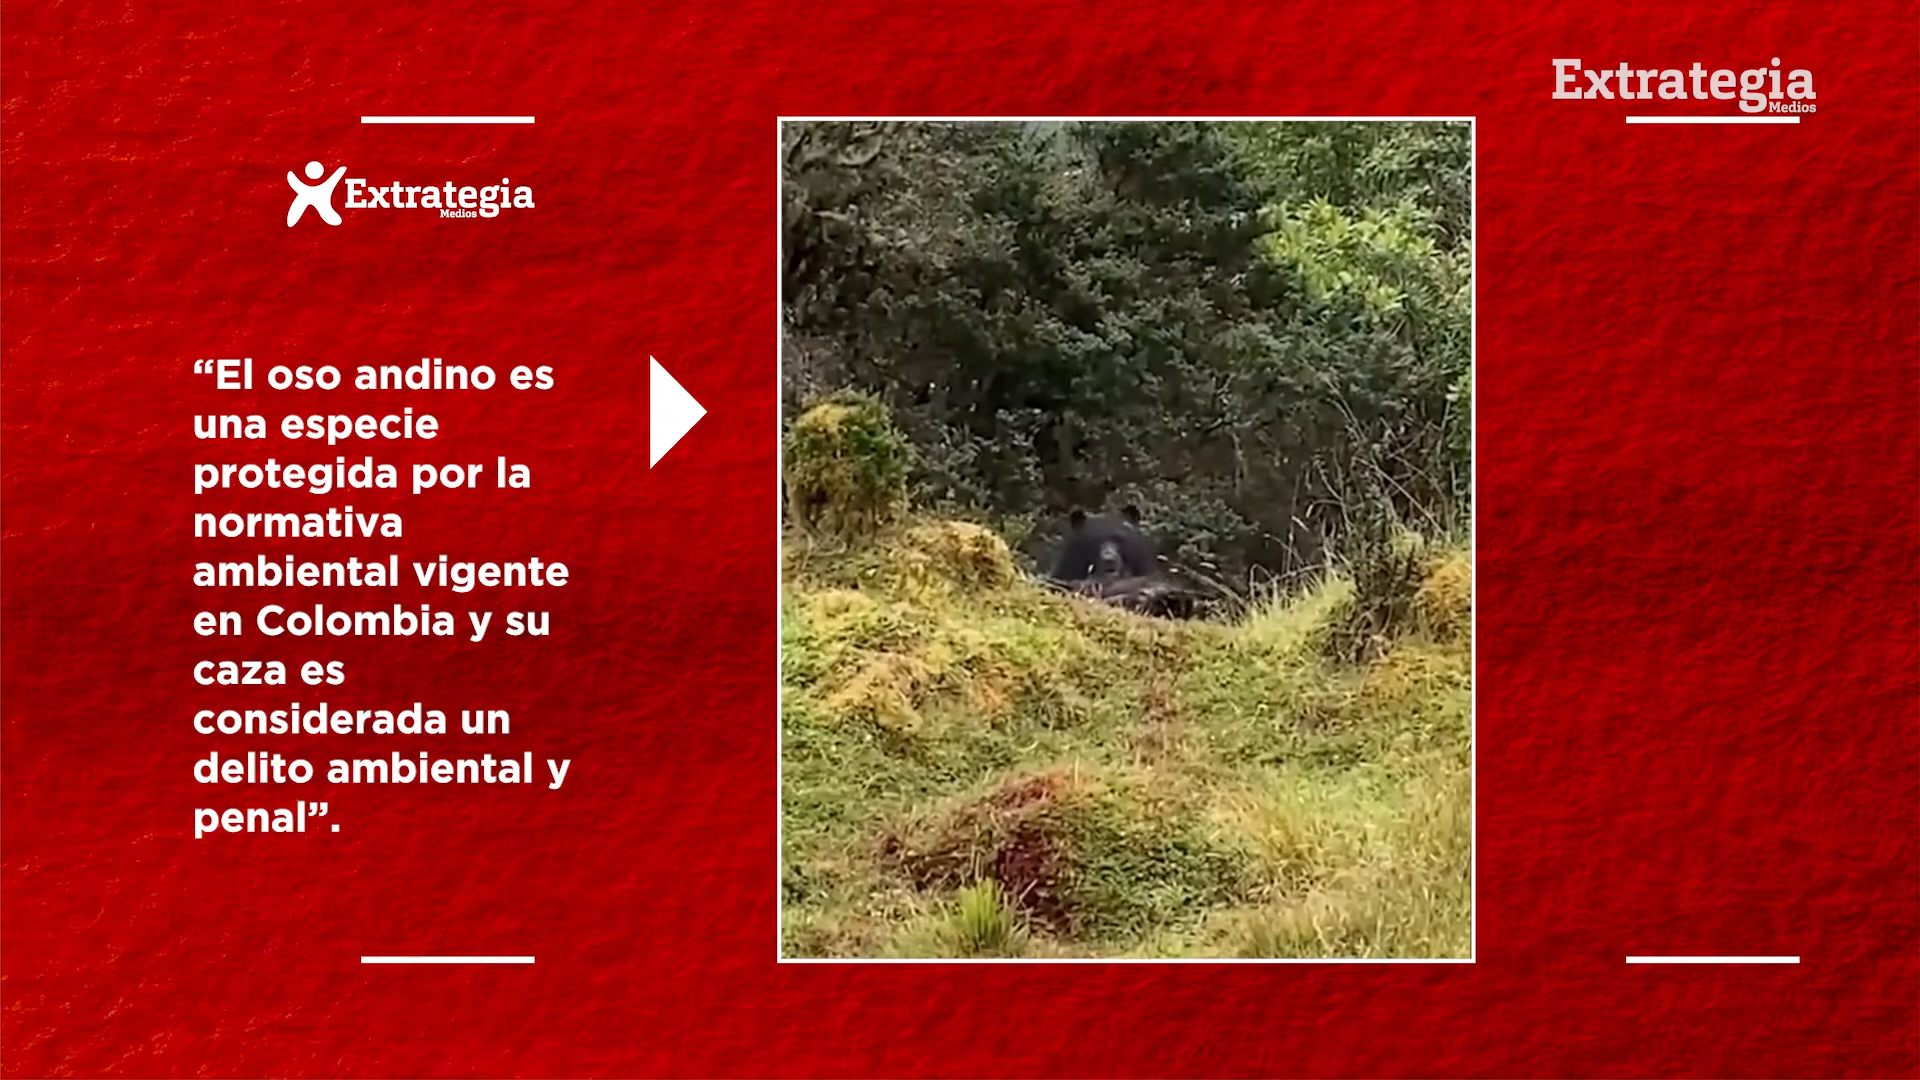 Extrategia
Medios
Extrategia
Medios
“El oso andino es
una especie
protegida por la
normativa
ambiental vigente
en Colombia y su
caza es
considerada un
delito ambiental y
penal”.